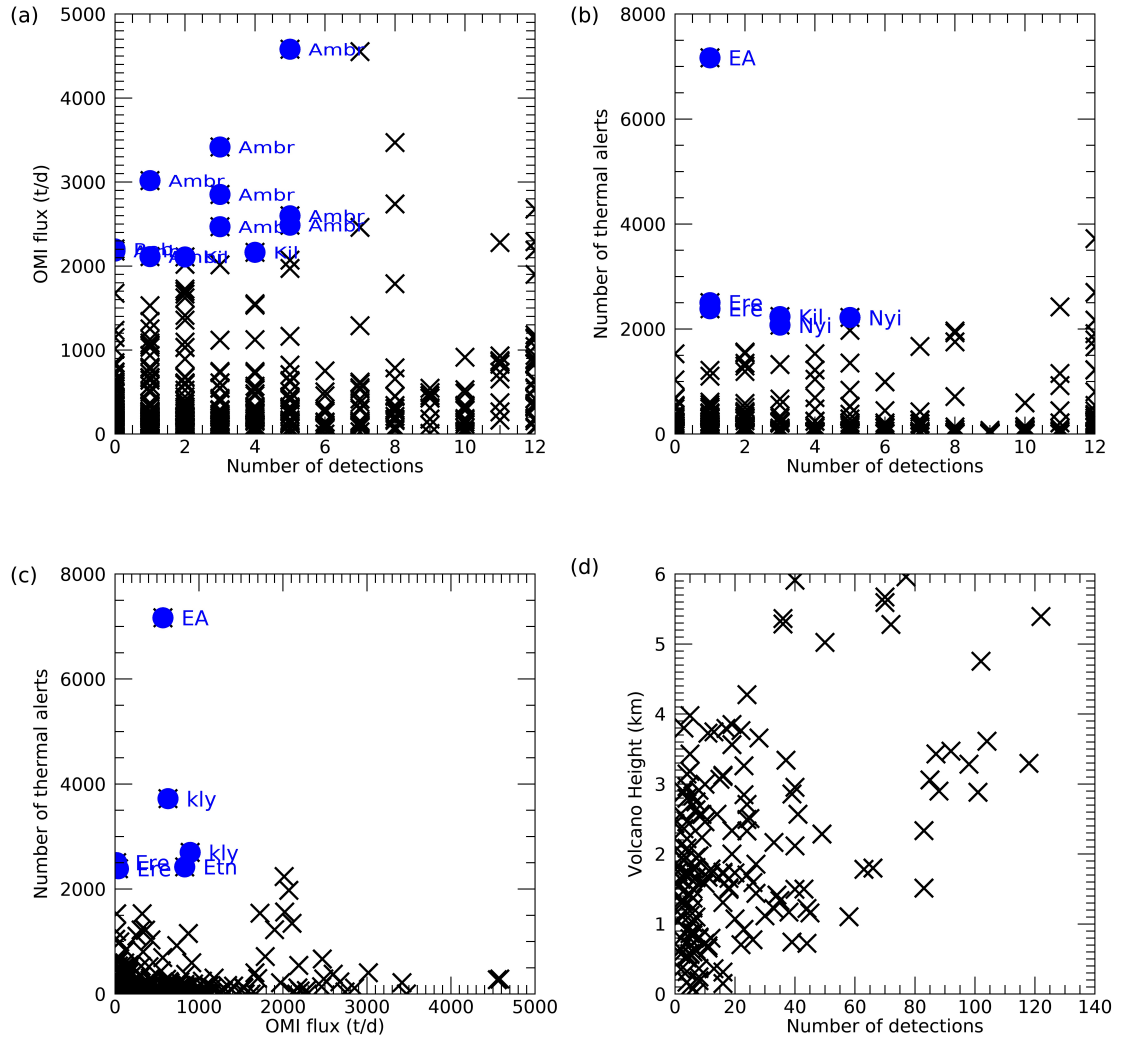 (a)
5000
4000
3000
2000
1000
0
OMI flux (t/d)
Ambr
Ambr
Ambr
Ambr
Ambr
Ambr
Ambr
Kil
Kil
0 2 4 6 8 10 12
Number of detections
(b)
8000
6000
4000
2000
0
Number of thermal alerts
EA
Ere
Ere
Kil
Nyi
Nyi
0 2 4 6 8 10 12
Number of detections
(c)
8000
6000
4000
2000
0
Number of thermal alerts
EA
kly
kly
Ere
Ere
Etn
0 1000 2000 3000 4000 5000
OMI flux (t/d)
(d)
6
5
4
3
2
1
0
Volcano Height (km)
0 20 40 60 80 100 120 140
Number of detections